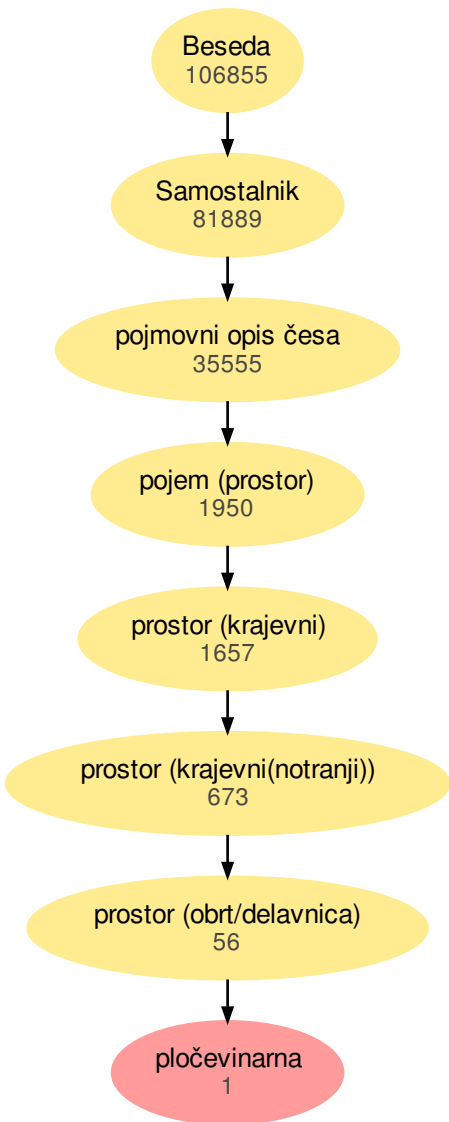 Beseda
106855
Samostalnik
81889
pojmovni opis česa
35555
pojem (prostor)
1950
prostor (krajevni)
1657
prostor (krajevni(notranji))
673
prostor (obrt/delavnica)
56
pločevinarna
1